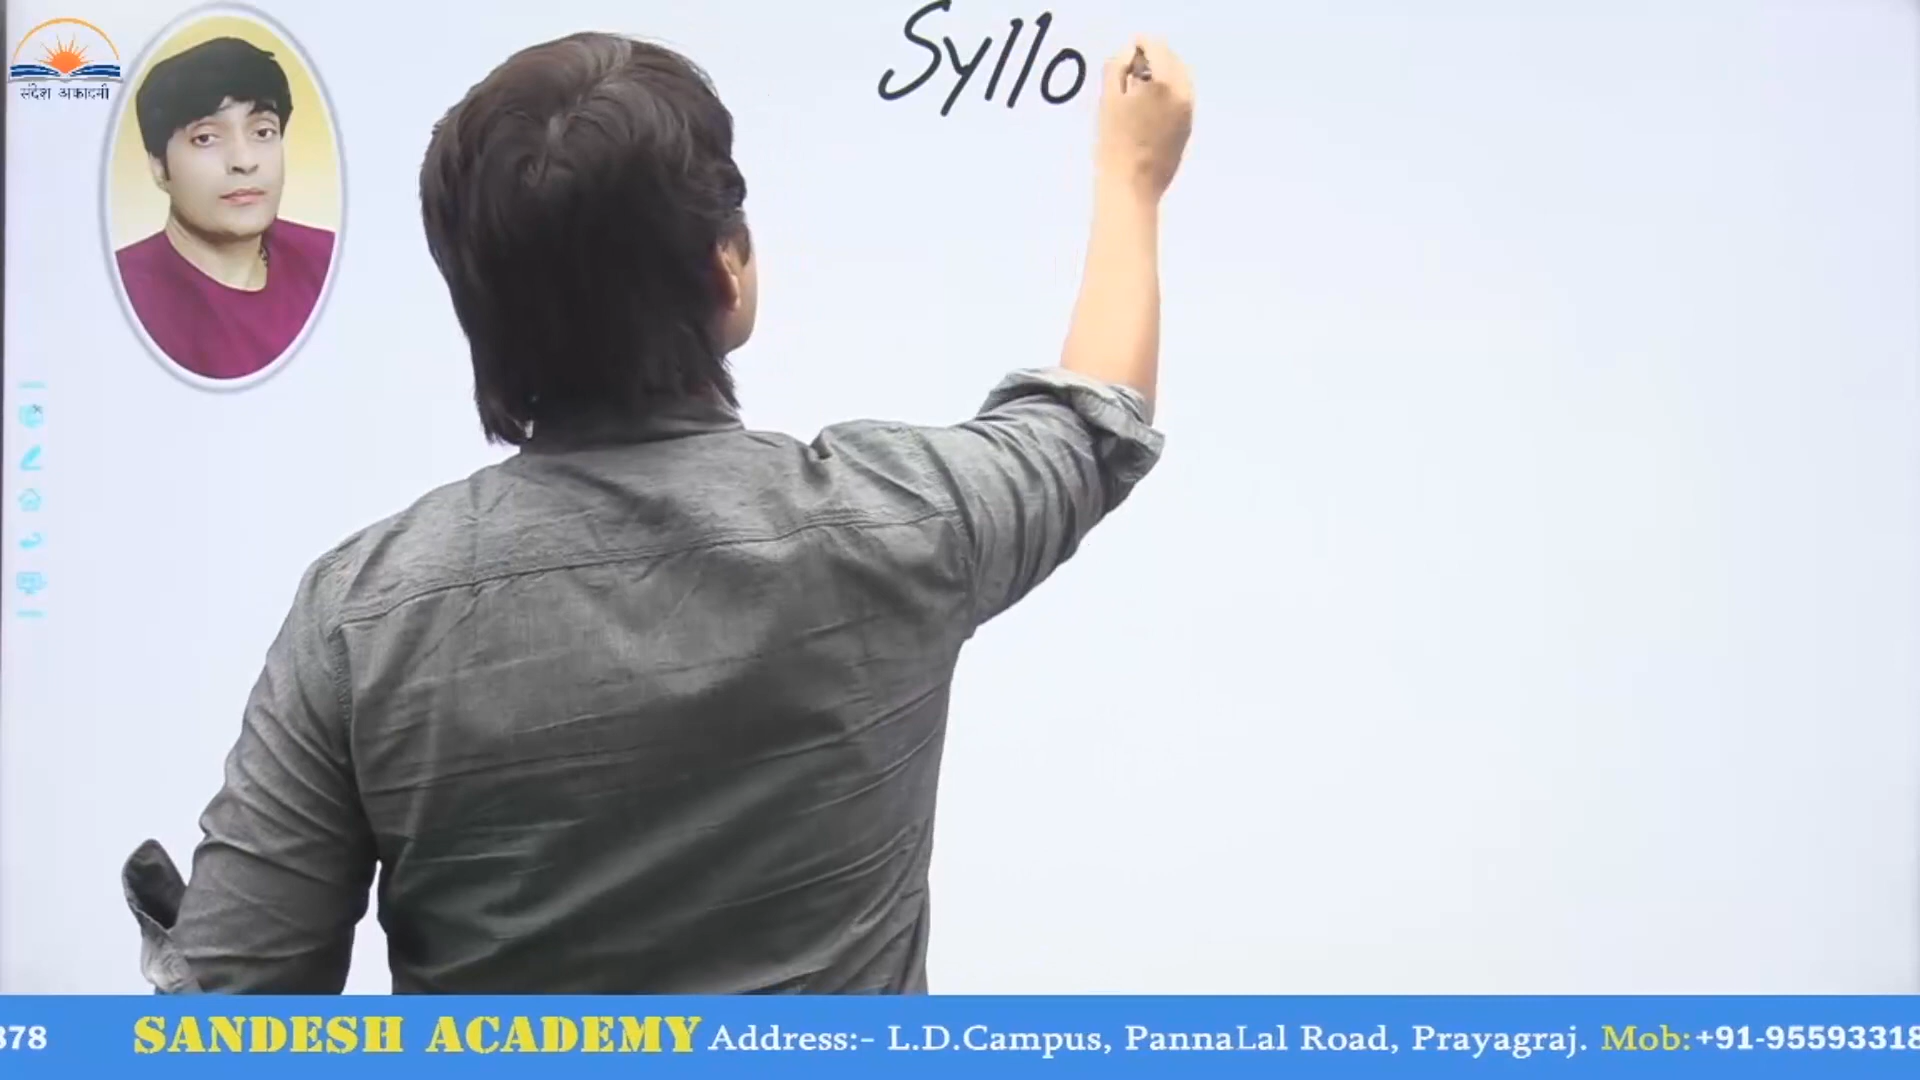 Syllo
संदेश अकादमी
378 SANDESH ACADEMY Address:- L.D.Campus, PannaLal Road, Prayagraj. Mob:+91-95593318